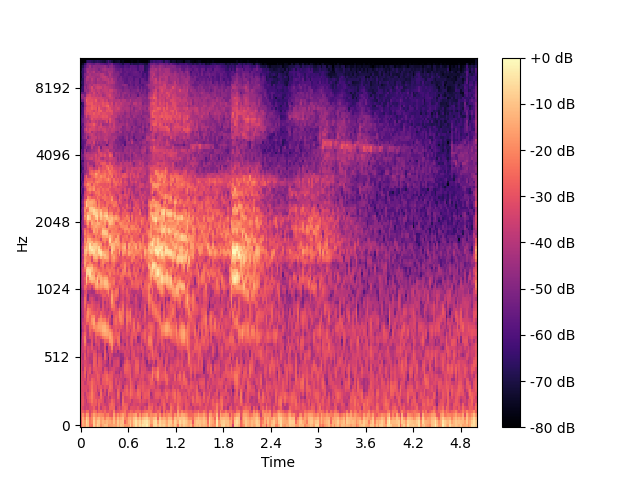 +0 dB
8192
-10 dB
4096
-20 dB
-30 dB
2048
-40 dB
Hz
1024
-50 dB
-60 dB
512
-70 dB
0
-80 dB
0 0.6 1.2 1.8 2.4 3 3.6 4.2 4.8
Time